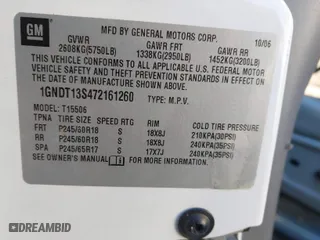 GM
MFD BY GENERAL MOTORS CORP. 10/06
GVWR GAWR FRT GAWR RR
2608KG(5750LB) 1338KG(2950LB) 1452KG(3200LB)
THIS VEHICLE CONFORMS TO ALL APPLICABLE U.S. FEDERAL MOTOR
VEHICLE SAFETY AND THEFT PREVENTION STANDARDS IN EFFECT ON
THE DATE OF MANUFACTURE SHOWN ABOVE.
1GNDT13S472161260 TYPE: M.P.V.
MODEL: T15506
TPNA TIRE SIZE SPEED RTG RIM COLD TIRE PRESSURE
FRT P245/60R18 S 18X8J 210KPA(30PSI)
RR P245/60R18 S 18X8J 240KPA(35PSI)
SPA P245/65R17 S 17X7J 240KPA(35PSI)
SEE OWNER'S MANUAL FOR MORE INFORMATION.
DREAMBID